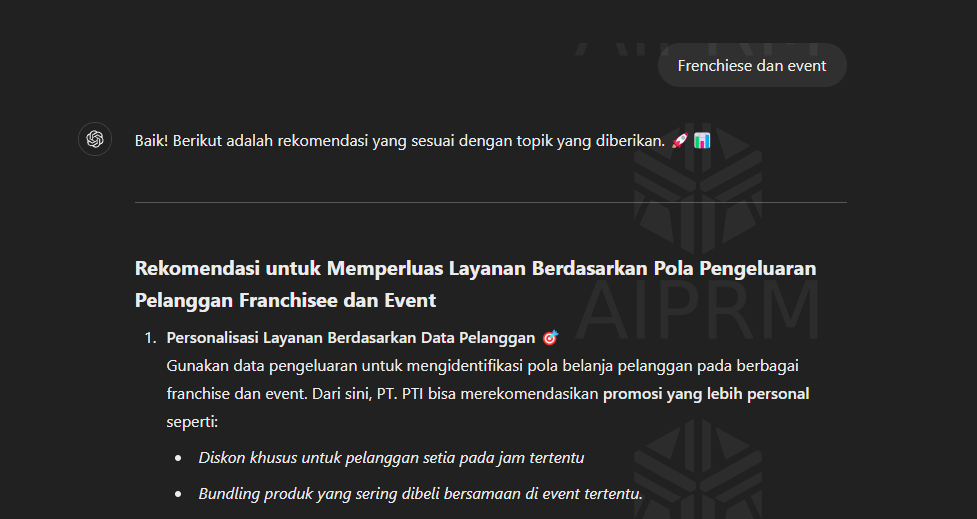 Frenchiese dan event
Baik! Berikut adalah rekomendasi yang sesuai dengan topik yang diberikan. 🚀 📊
Rekomendasi untuk Memperluas Layanan Berdasarkan Pola Pengeluaran
Pelanggan Franchisee dan Event
1. Personalisasi Layanan Berdasarkan Data Pelanggan 🎯
Gunakan data pengeluaran untuk mengidentifikasi pola belanja pelanggan pada berbagai
franchise dan event. Dari sini, PT. PTI bisa merekomendasikan promosi yang lebih personal
seperti:
• Diskon khusus untuk pelanggan setia pada jam tertentu
• Bundling produk yang sering dibeli bersamaan di event tertentu.
AIPRM
AIPRM